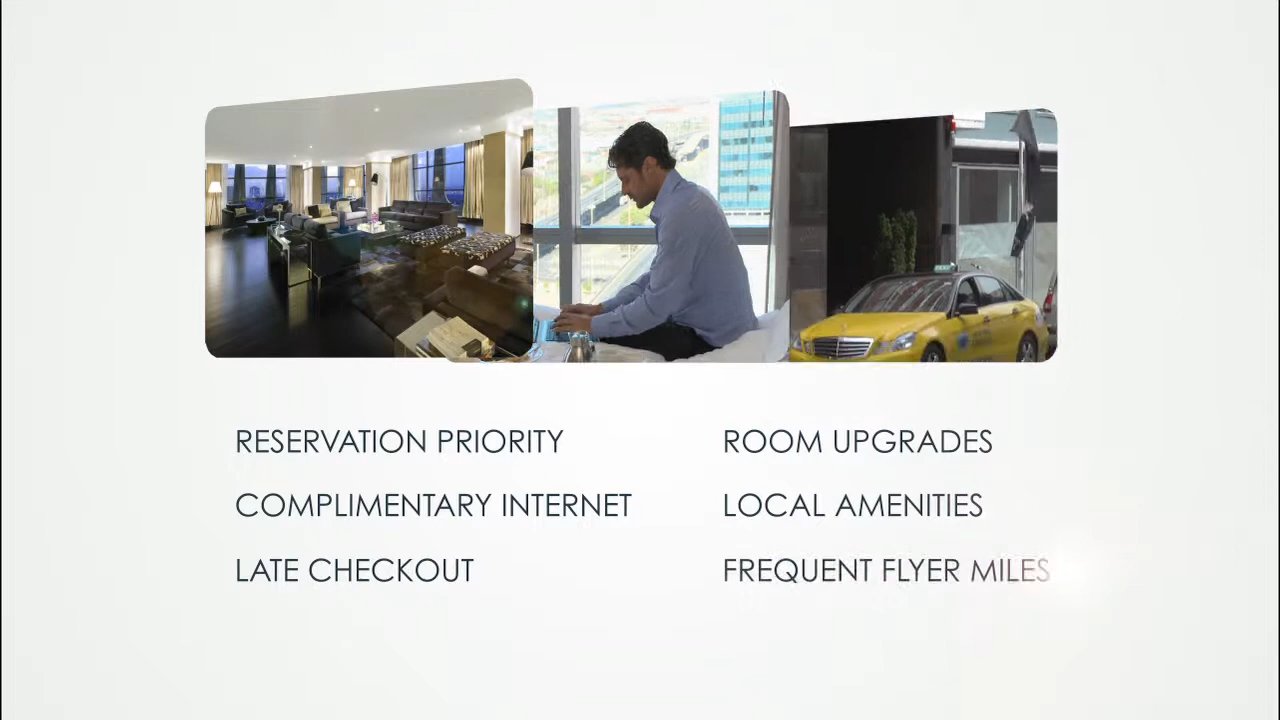 RESERVATION PRIORITY
COMPLIMENTARY INTERNET
LATE CHECKOUT
ROOM UPGRADES
LOCAL AMENITIES
FREQUENT FLYER MILES